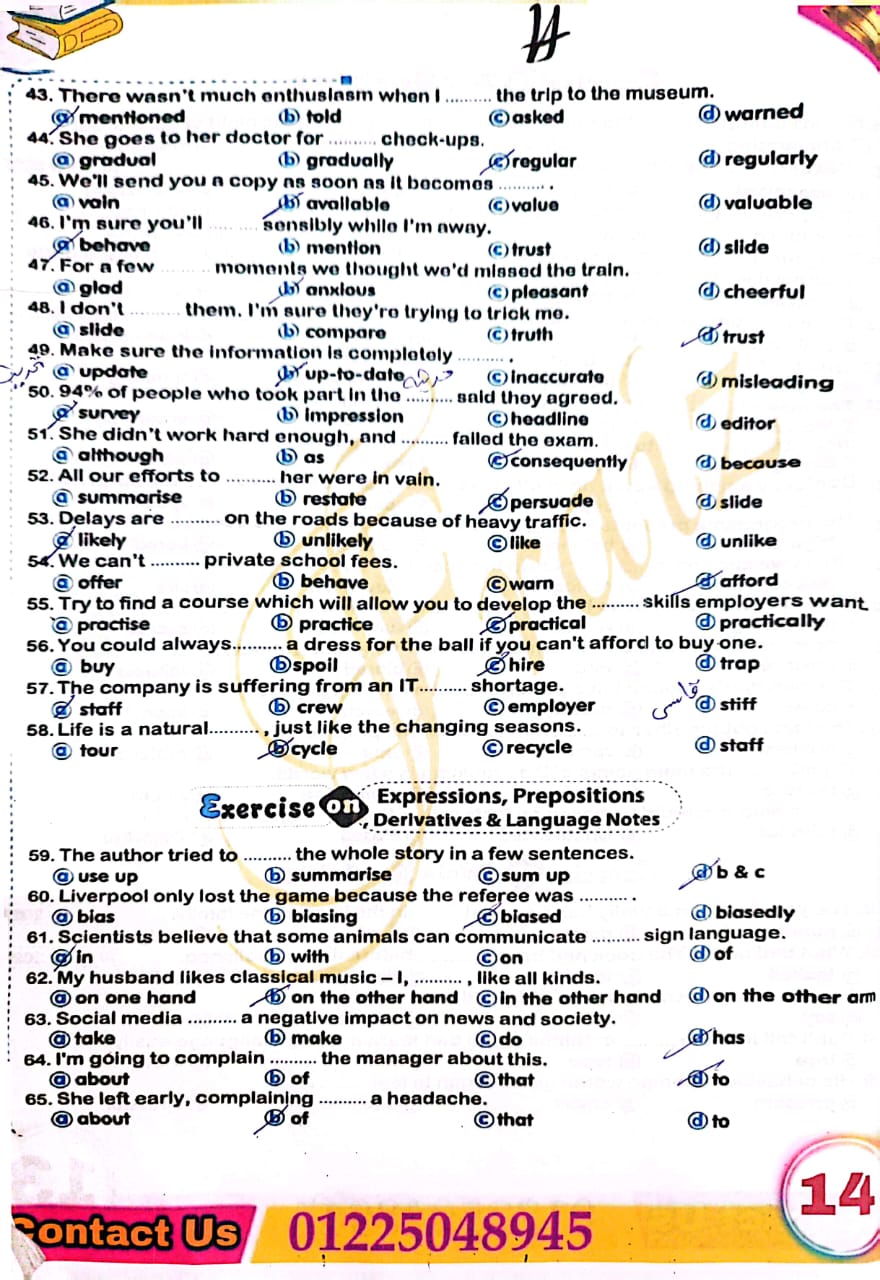 14
43. There wasn't much enthusiasm when I .......... the trip to the museum.
ⓐ mentioned ⓑ told ⓒ asked ⓓ warned
44. She goes to her doctor for .......... check-ups.
ⓐ gradual ⓑ gradually ⓒ regular ⓓ regularly
45. We'll send you a copy as soon as it becomes .......... .
ⓐ vain ⓑ available ⓒ value ⓓ valuable
46. I'm sure you'll .......... sensibly while I'm away.
ⓐ behave ⓑ mention ⓒ trust ⓓ slide
47. For a few .......... moments we thought we'd missed the train.
ⓐ glad ⓑ anxious ⓒ pleasant ⓓ cheerful
48. I don't .......... them. I'm sure they're trying to trick me.
ⓐ slide ⓑ compare ⓒ truth ⓓ trust
49. Make sure the information is completely .......... .
ⓐ update ⓑ up-to-date ⓒ inaccurate ⓓ misleading
50. 94% of people who took part in the .......... said they agreed.
ⓐ survey ⓑ impression ⓒ headline ⓓ editor
51. She didn't work hard enough, and .......... failed the exam.
ⓐ although ⓑ as ⓒ consequently ⓓ because
52. All our efforts to .......... her were in vain.
ⓐ summarise ⓑ restate ⓒ persuade ⓓ slide
53. Delays are .......... on the roads because of heavy traffic.
ⓐ likely ⓑ unlikely ⓒ like ⓓ unlike
54. We can't .......... private school fees.
ⓐ offer ⓑ behave ⓒ warn ⓓ afford
55. Try to find a course which will allow you to develop the .......... skills employers want.
ⓐ practise ⓑ practice ⓒ practical ⓓ practically
56. You could always.......... a dress for the ball if you can't afford to buy one.
ⓐ buy ⓑ spoil ⓒ hire ⓓ trap
57. The company is suffering from an IT.......... shortage.
ⓐ staff ⓑ crew ⓒ employer ⓓ stiff قاسى
58. Life is a natural.........., just like the changing seasons.
ⓐ tour ⓑ cycle ⓒ recycle ⓓ staff
Exercise on Expressions, Prepositions
, Derivatives & Language Notes
59. The author tried to .......... the whole story in a few sentences.
ⓐ use up ⓑ summarise ⓒ sum up ⓓ b & c
60. Liverpool only lost the game because the referee was .......... .
ⓐ bias ⓑ biasing ⓒ biased ⓓ biasedly
61. Scientists believe that some animals can communicate .......... sign language.
ⓐ in ⓑ with ⓒ on ⓓ of
62. My husband likes classical music – I, .......... , like all kinds.
ⓐ on one hand ⓑ on the other hand ⓒ in the other hand ⓓ on the other arm
63. Social media .......... a negative impact on news and society.
ⓐ take ⓑ make ⓒ do ⓓ has
64. I'm going to complain .......... the manager about this.
ⓐ about ⓑ of ⓒ that ⓓ to
65. She left early, complaining .......... a headache.
ⓐ about ⓑ of ⓒ that ⓓ to
14
Contact Us 01225048945